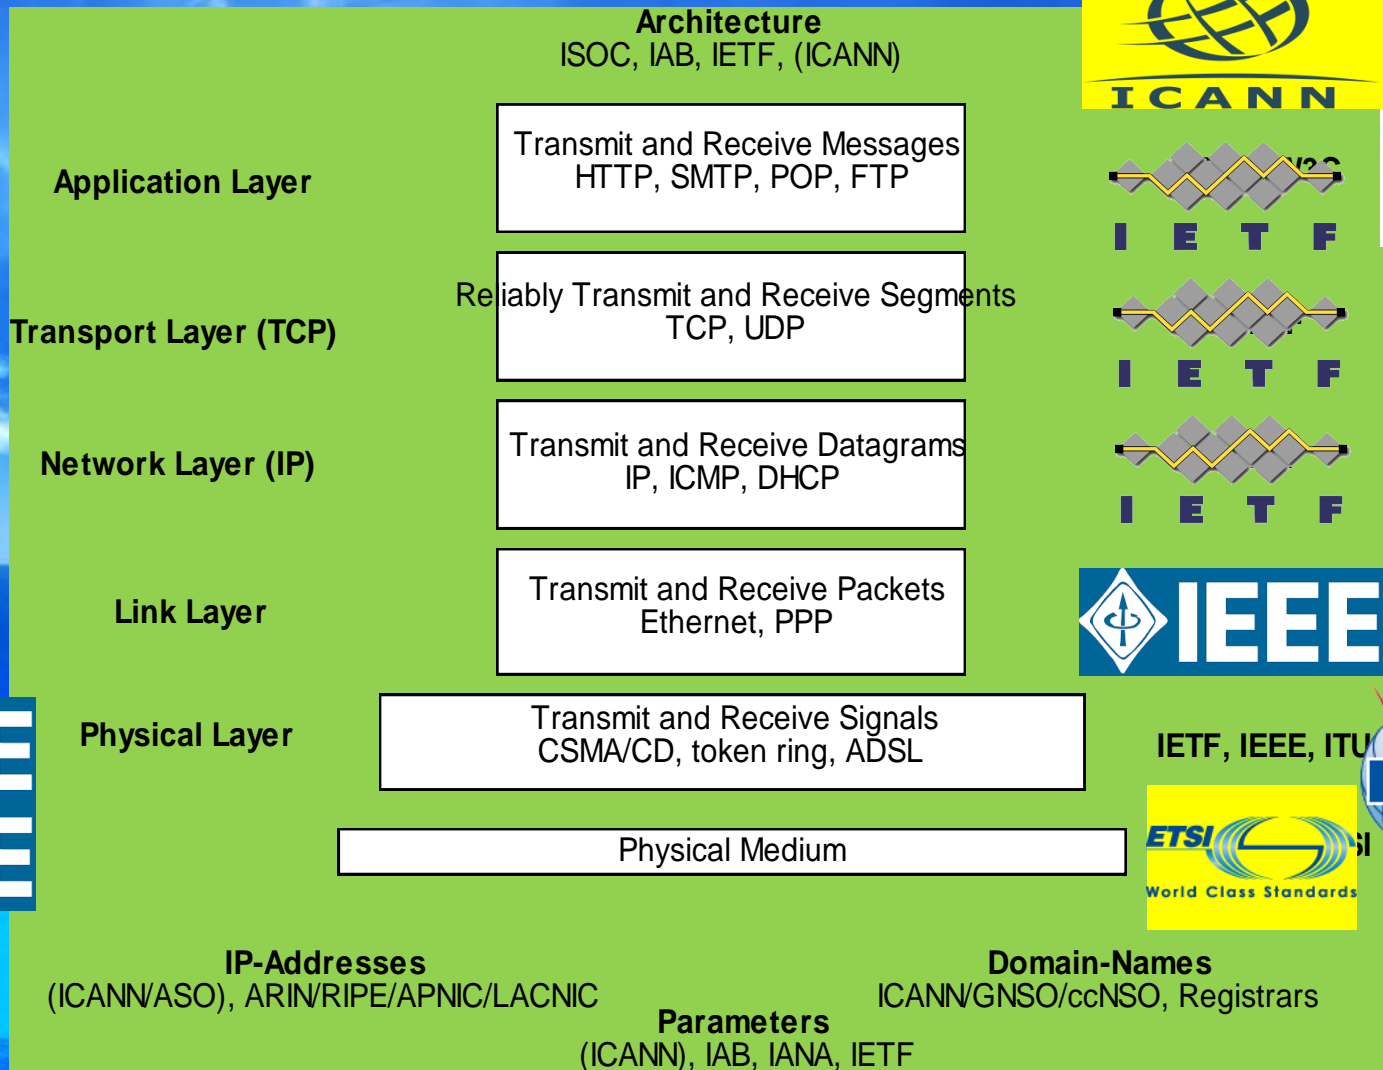 Architecture
ISOC, IAB, IETF, (ICANN)
ICANN
Application Layer
Transmit and Receive Messages
HTTP, SMTP, POP, FTP
I E T F
Transport Layer (TCP)
Reliably Transmit and Receive Segments
TCP, UDP
I E T F
Network Layer (IP)
Transmit and Receive Datagrams
IP, ICMP, DHCP
I E T F
Link Layer
Transmit and Receive Packets
Ethernet, PPP
IEEE
Physical Layer
Transmit and Receive Signals
CSMA/CD, token ring, ADSL
IETF, IEEE, ITU
Physical Medium
ETSI
World Class Standards
IP-Addresses
(ICANN/ASO), ARIN/RIPE/APNIC/LACNIC
Domain-Names
ICANN/GNSO/ccNSO, Registrars
Parameters
(ICANN), IAB, IANA, IETF